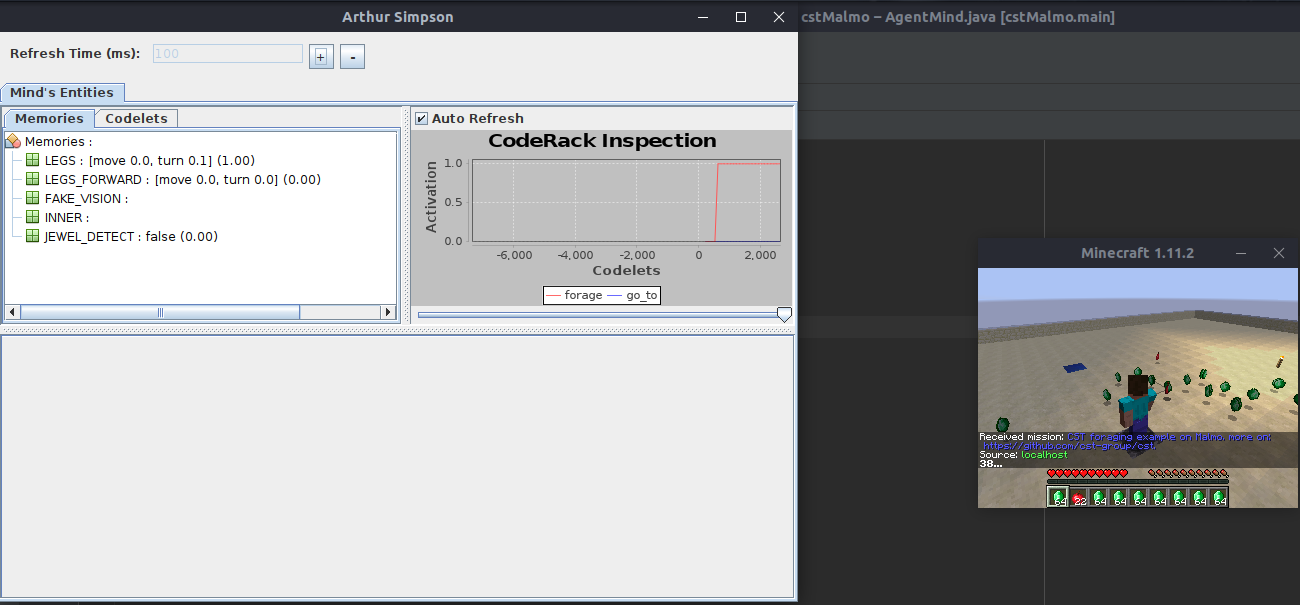 Arthur Simpson
cstMalmo – AgentMind.java [cstMalmo.main]
Refresh Time (ms): 100 + -
Mind's Entities
Memories Codelets
Memories :
LEGS : [move 0.0, turn 0.1] (1.00)
LEGS_FORWARD : [move 0.0, turn 0.0] (0.00)
FAKE_VISION :
INNER :
JEWEL_DETECT : false (0.00)
Auto Refresh
CodeRack Inspection
Activation
1.0
0.5
0.0
-6,000 -4,000 -2,000 0 2,000
Codelets
forage go_to
Minecraft 1.11.2
Received mission: CST foraging example on Malmo, more on:
https://github.com/cst-group/cst.
Source: localhost
38...
64 22 64 64 64 64 64 64 64